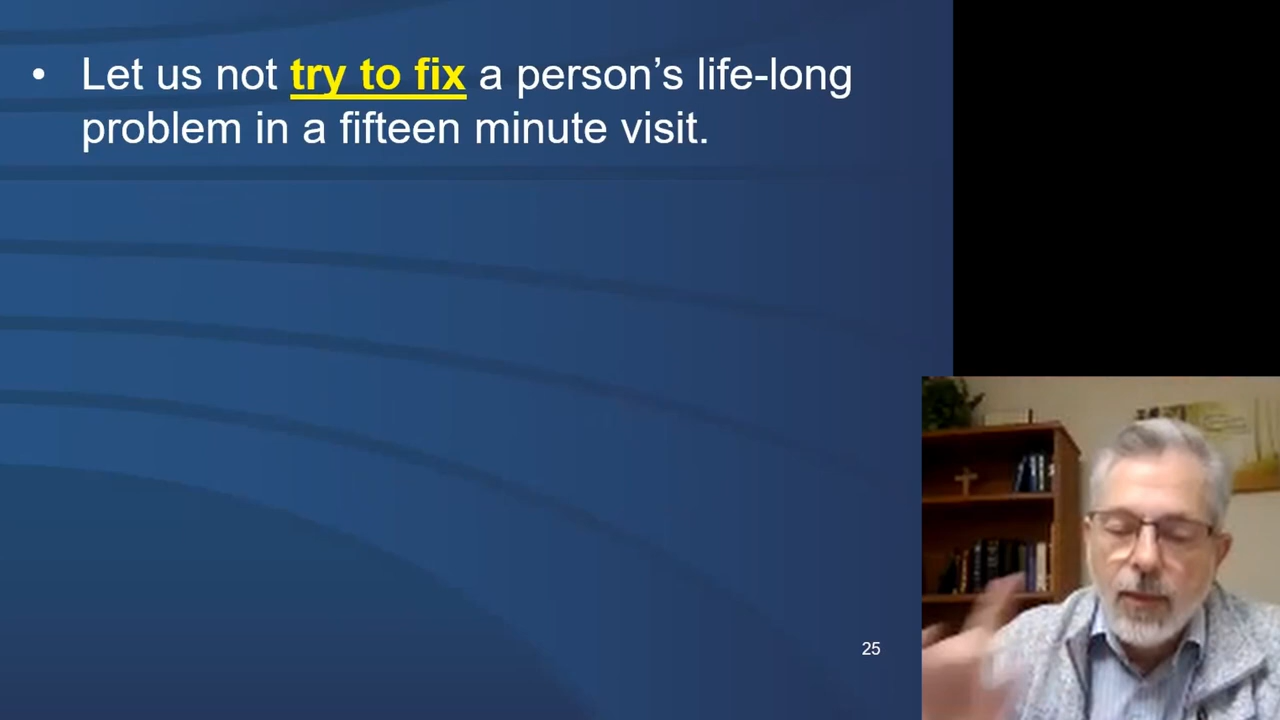 • Let us not try to fix a person’s life-long
problem in a fifteen minute visit.
25